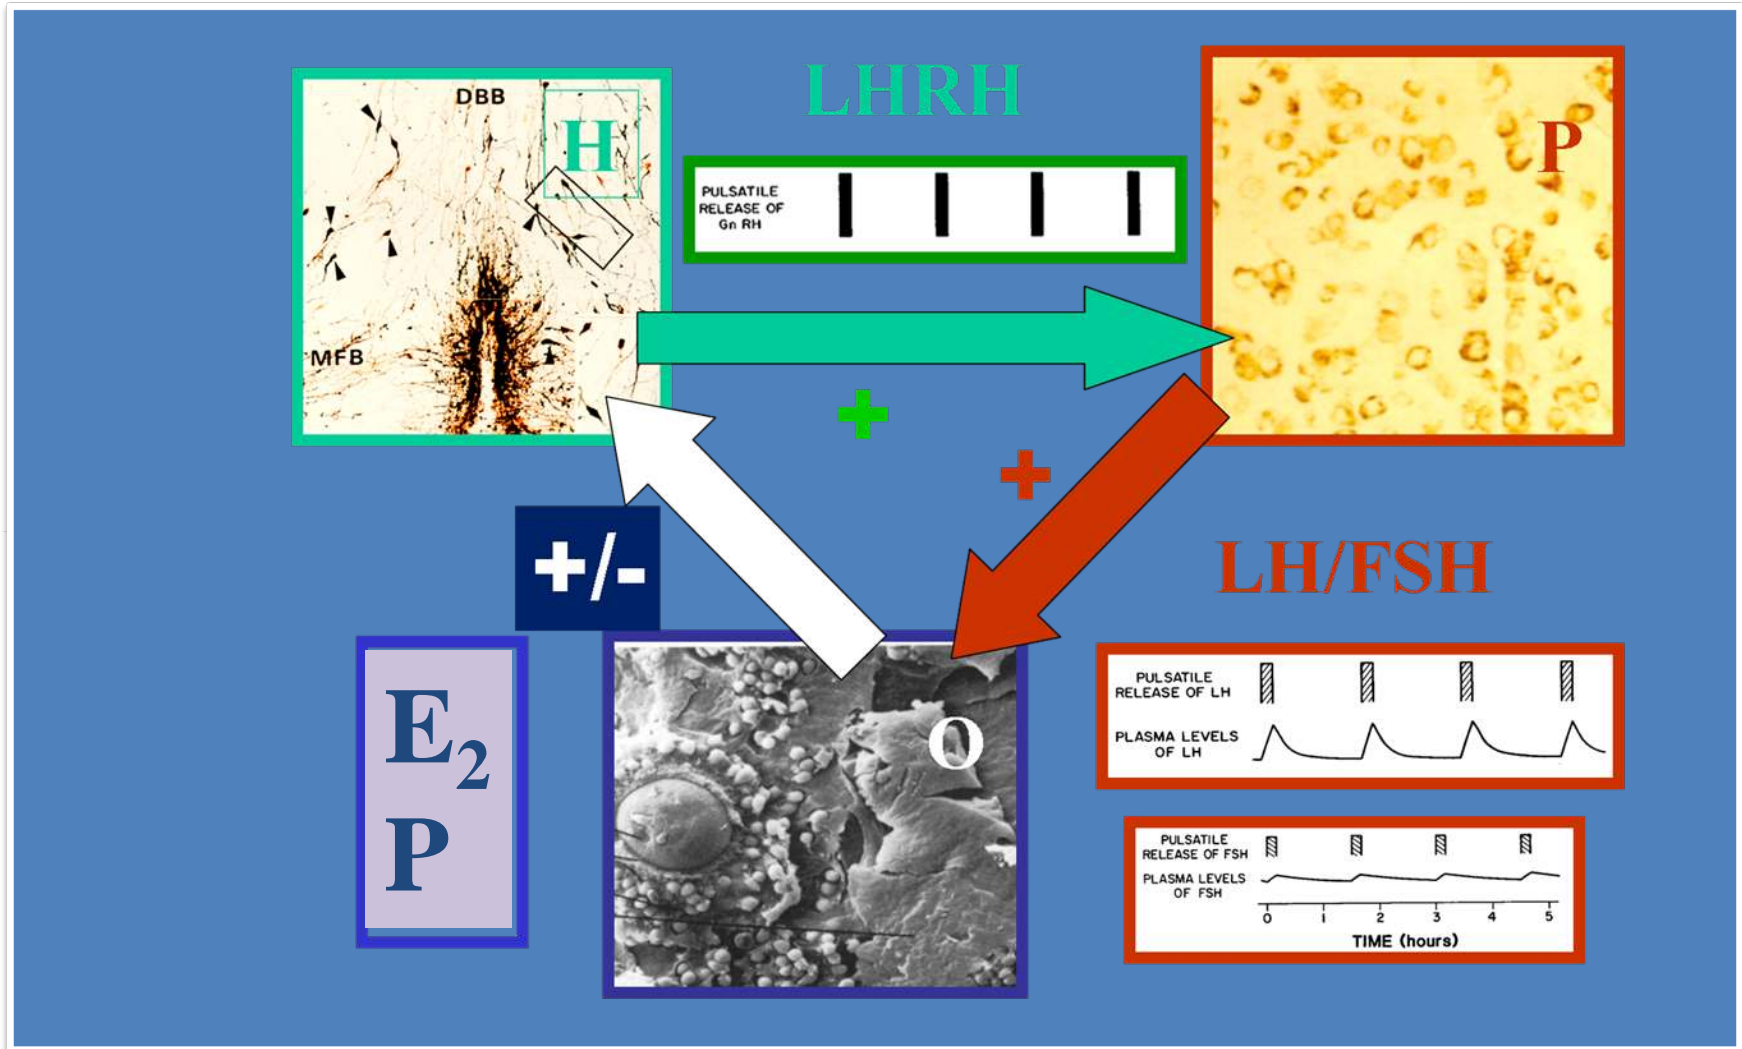 LHRH
DBB
H
P
PULSATILE
RELEASE OF
Gn RH
MFB
+
+
+/-
LH/FSH
E2
P
O
PULSATILE
RELEASE OF LH
PLASMA LEVELS
OF LH
PULSATILE
RELEASE OF FSH
PLASMA LEVELS
OF FSH
0 1 2 3 4 5
TIME (hours)